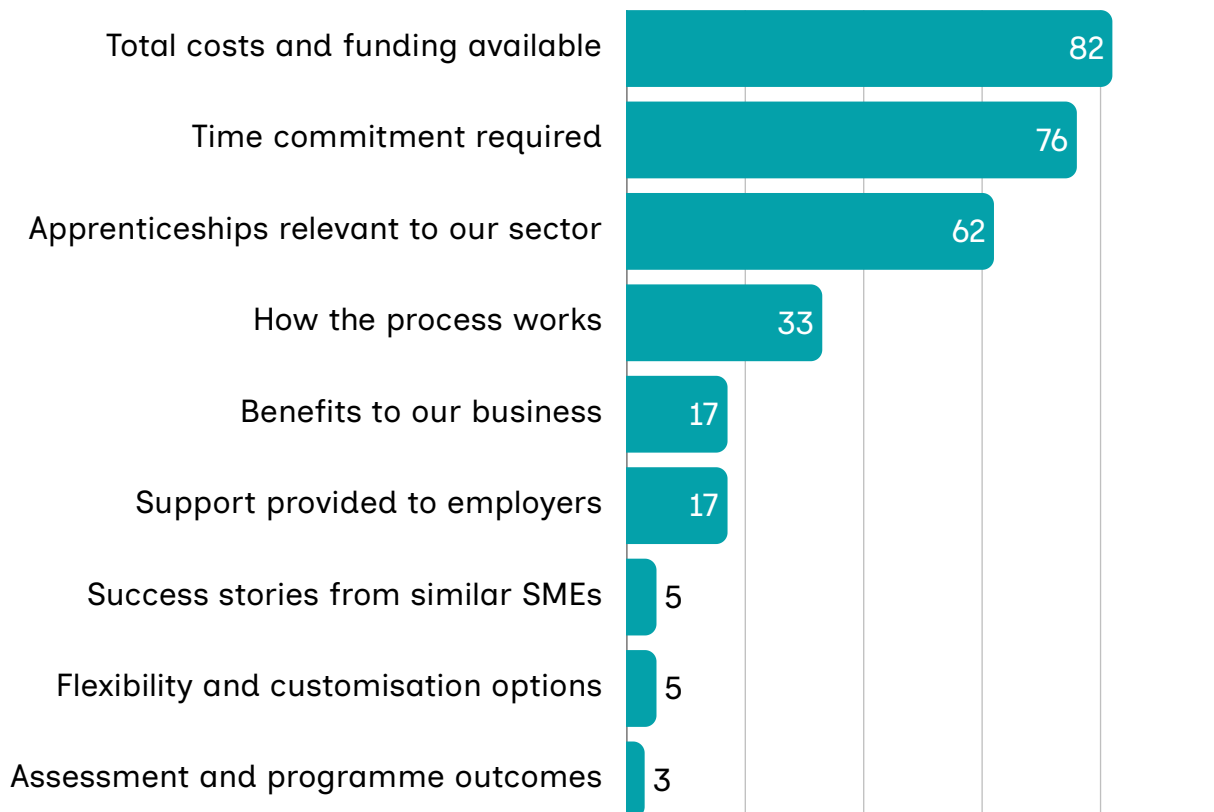 Total costs and funding available 82
Time commitment required 76
Apprenticeships relevant to our sector 62
How the process works 33
Benefits to our business 17
Support provided to employers 17
Success stories from similar SMEs 5
Flexibility and customisation options 5
Assessment and programme outcomes 3